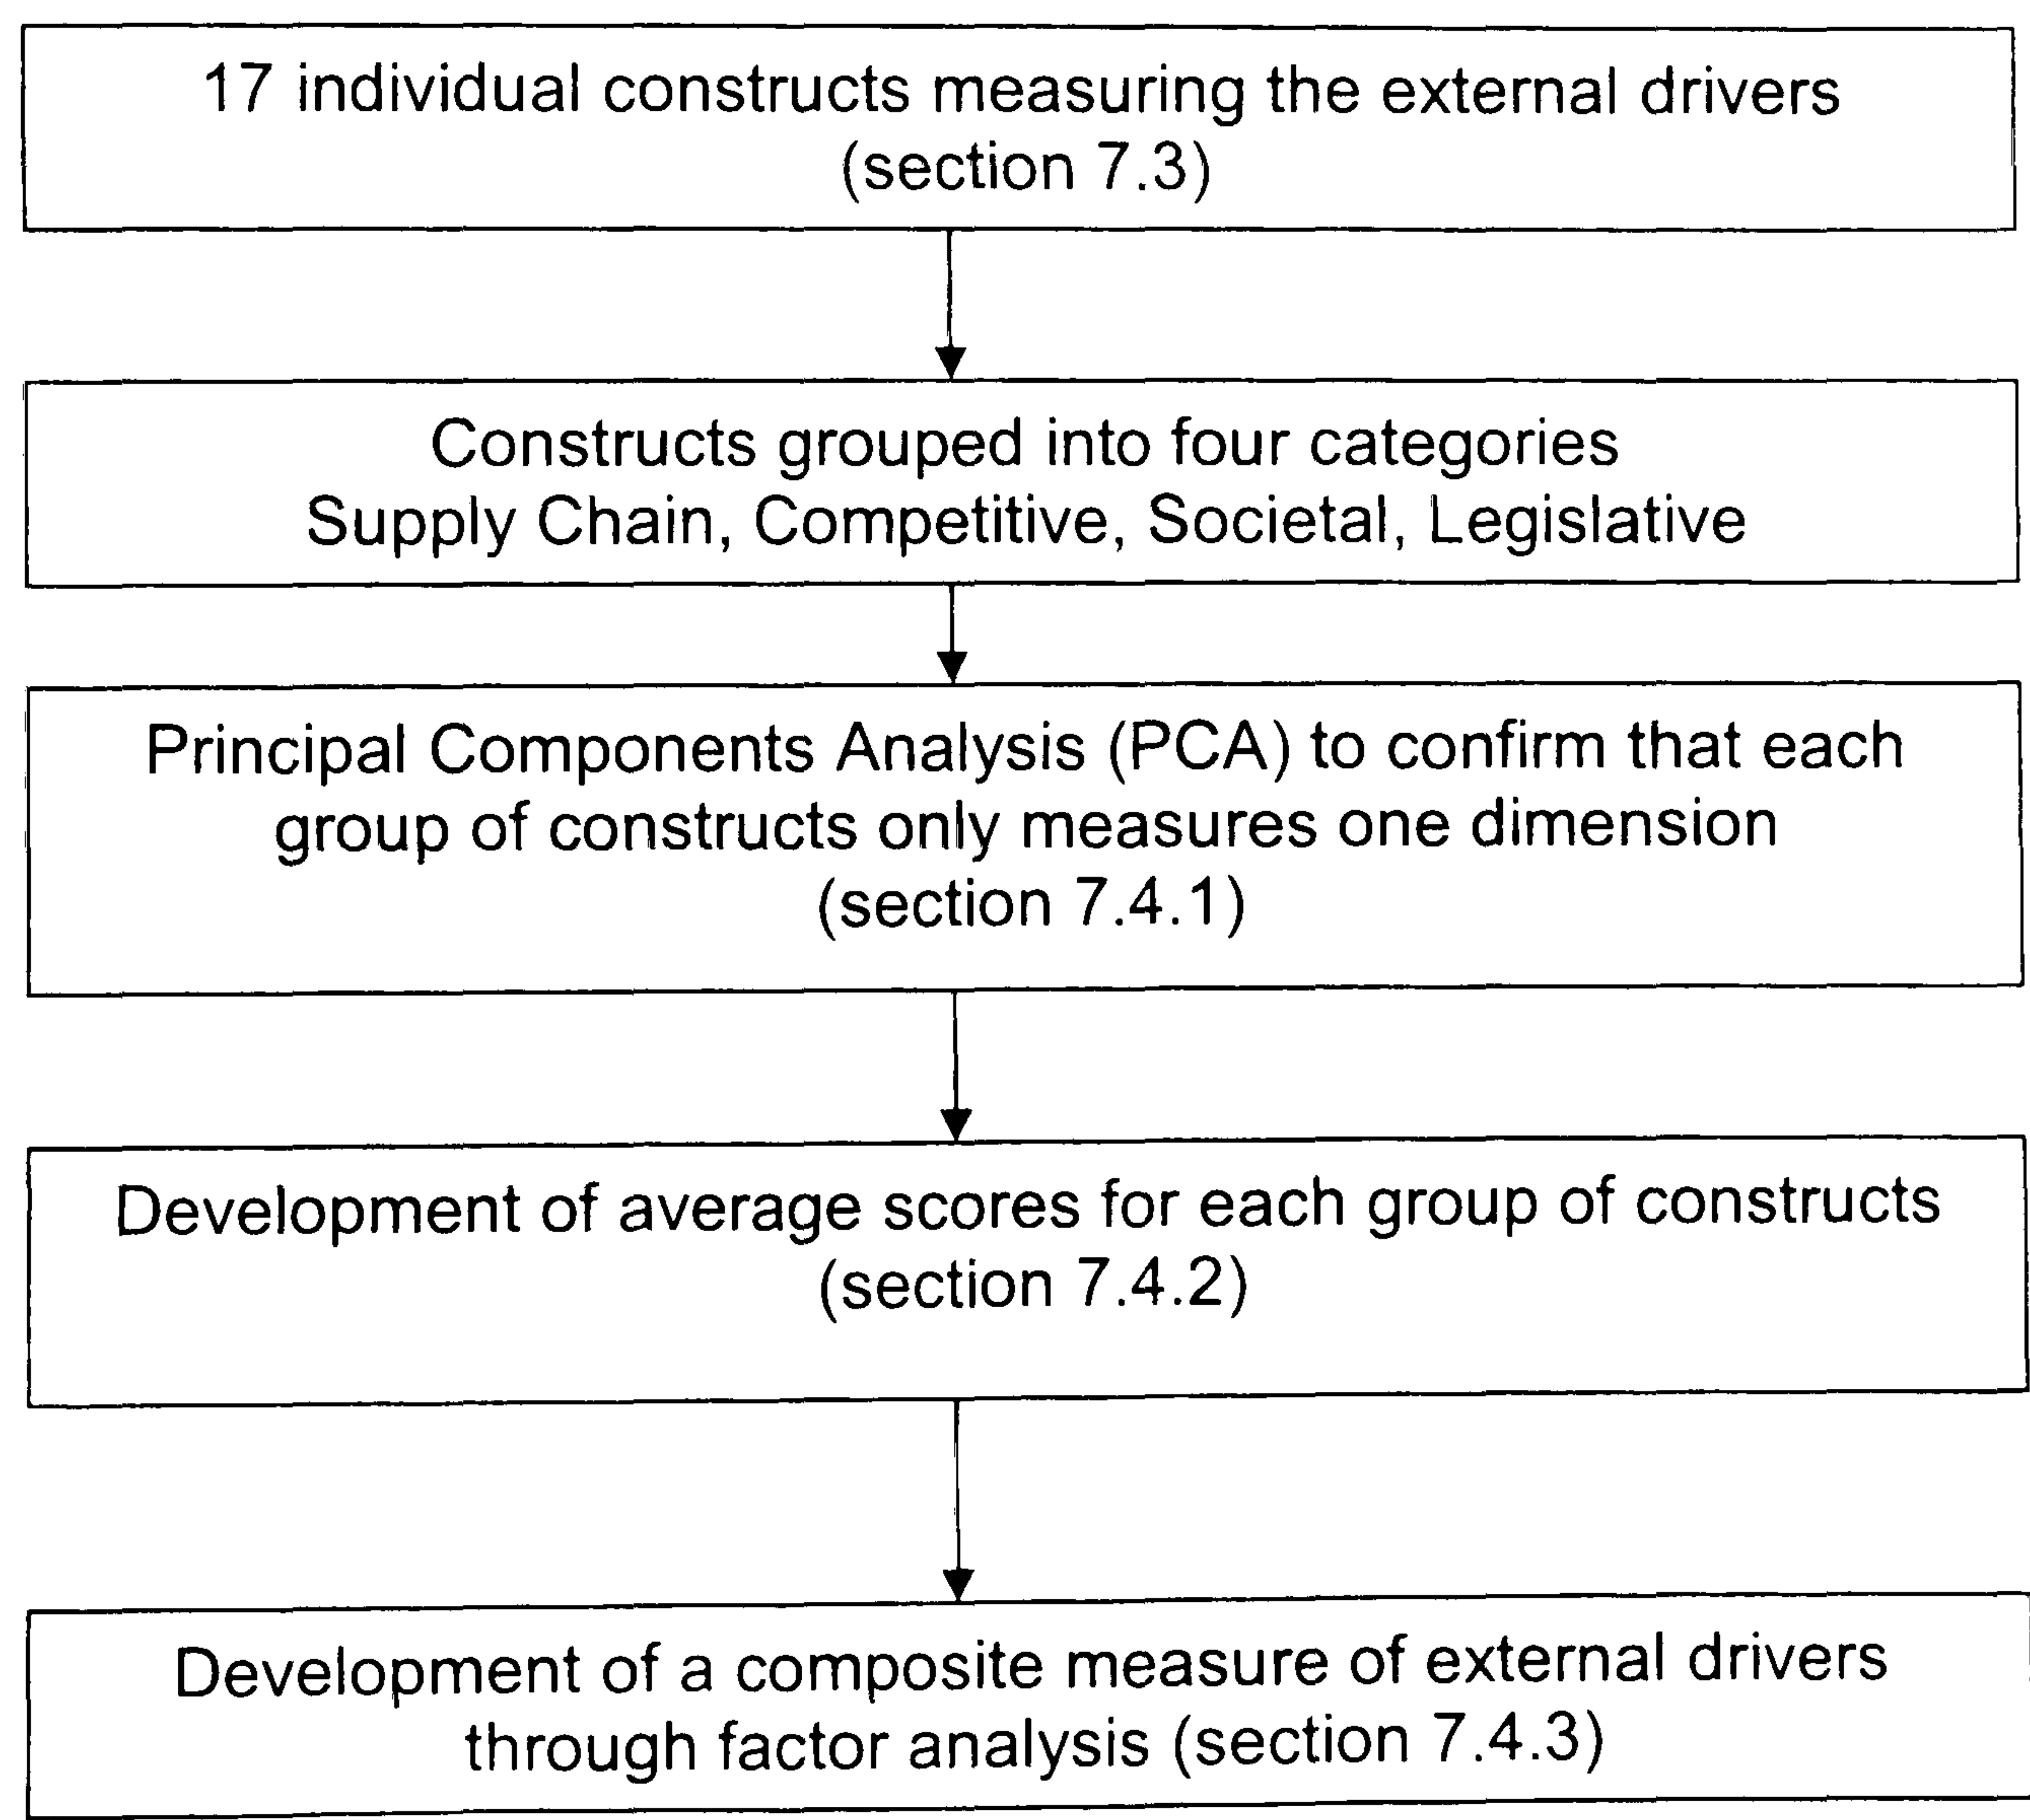 17 individual constructs measuring the external drivers
(section 7.3)
Constructs grouped into four categories
Supply Chain, Competitive, Societal, Legislative
Principal Components Analysis (PCA) to confirm that each
group of constructs only measures one dimension
(section 7.4.1)
Development of average scores for each group of constructs
(section 7.4.2)
Development of a composite measure of external drivers
through factor analysis (section 7.4.3)